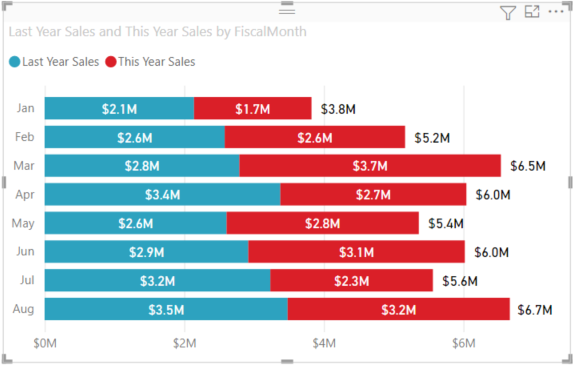 Last Year Sales and This Year Sales by FiscalMonth
Last Year Sales This Year Sales
Jan $2.1M $1.7M $3.8M
Feb $2.6M $2.6M $5.2M
Mar $2.8M $3.7M $6.5M
Apr $3.4M $2.7M $6.0M
May $2.6M $2.8M $5.4M
Jun $2.9M $3.1M $6.0M
Jul $3.2M $2.3M $5.6M
Aug $3.5M $3.2M $6.7M
$0M $2M $4M $6M